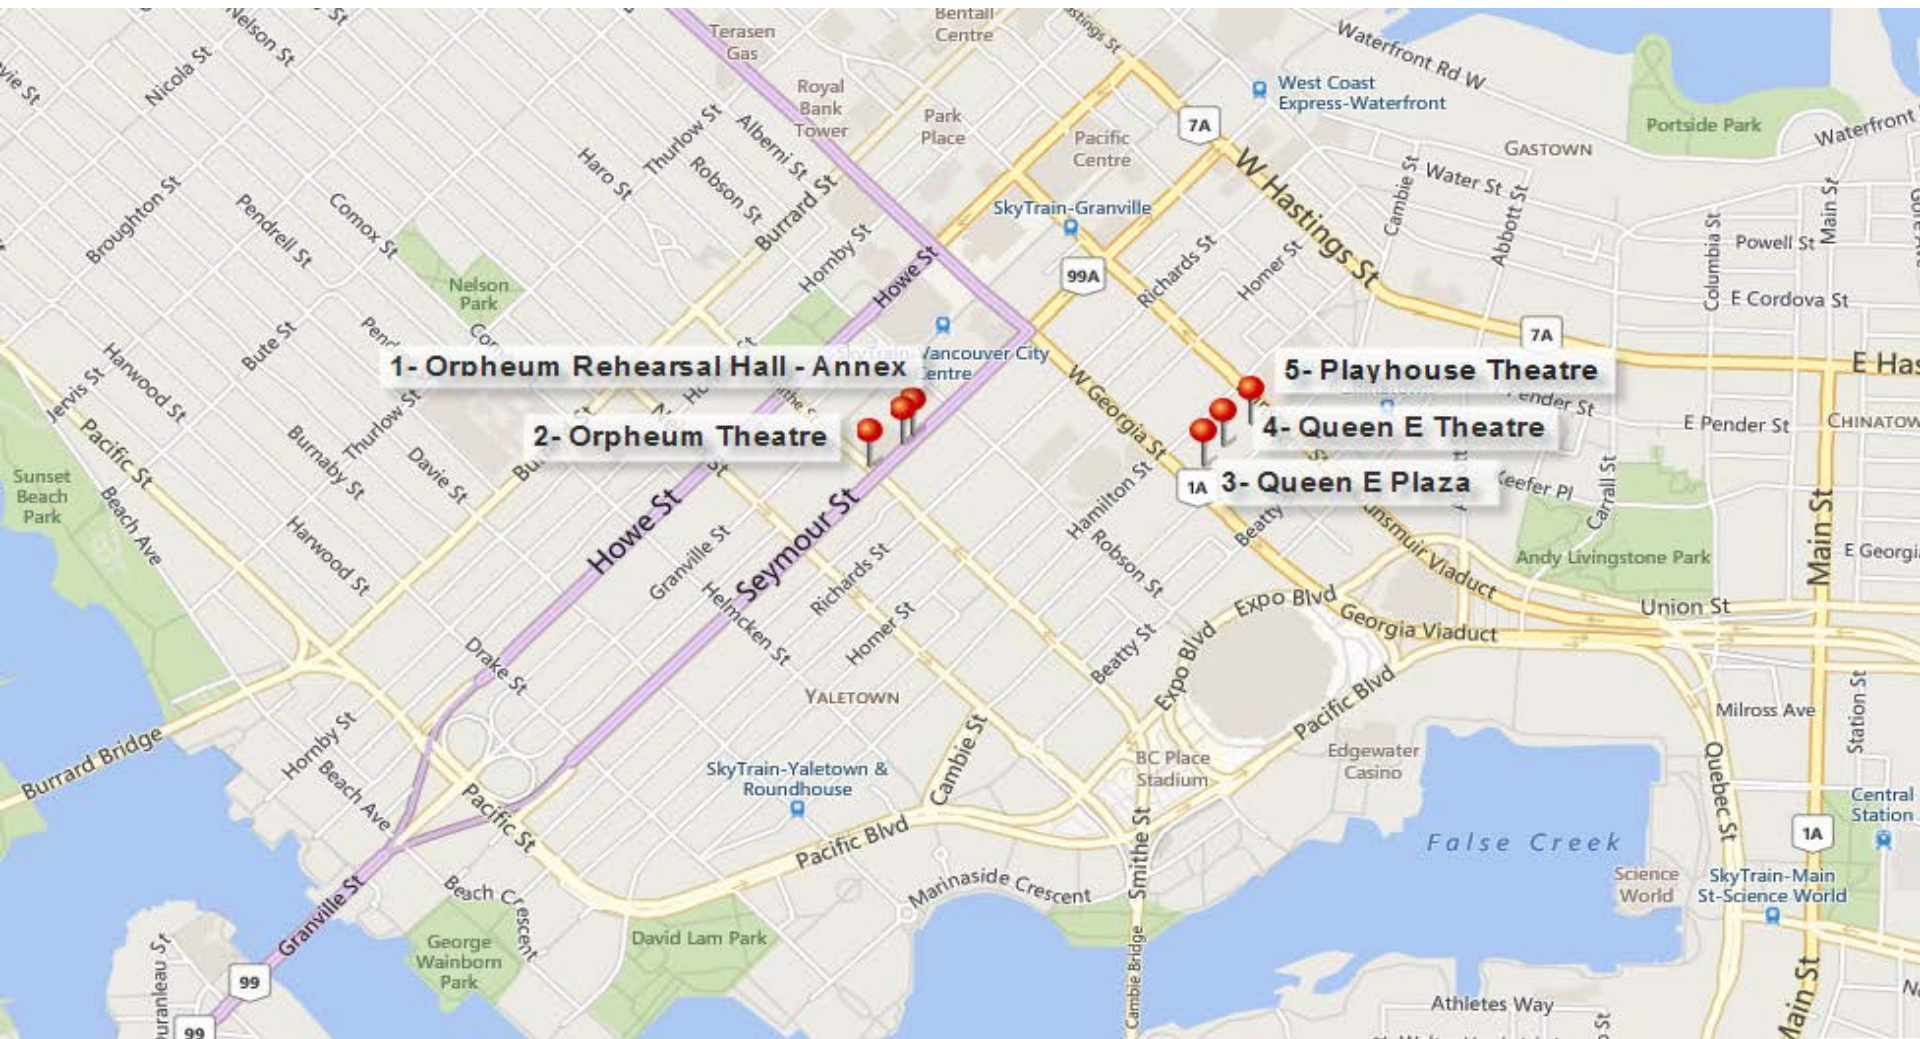 Nelson St
Nicola St
Terasen
Gas
Bentall
Centre
Waterfront Rd W
West Coast
Express-Waterfront
Royal
Bank
Tower
Park
Place
Pacific
Centre
7A
Portside Park
Waterfront
GASTOWN
Thurlow St
Alberni St
Haro St
Robson St
Burrard St
W Hastings St
Cambie St
Water St
Abbott St
Main St
Columbia St
Powell St
Broughton St
Pendrell St
Comox St
SkyTrain-Granville
Hornby St
Howe St
99A
Richards St
Homer St
E Cordova St
Nelson
Park
Bute St
7A
1- Orpheum Rehearsal Hall - Annex
Vancouver City
Centre
5- Playhouse Theatre
E Has
Harwood St
Jervis St
Thurlow St
W Georgia St
2- Orpheum Theatre
4- Queen E Theatre
E Pender St
CHINATOW
Pacific St
Burnaby St
Davie St
Sunset
Beach
Park
Beach Ave
1A
3- Queen E Plaza
Keefer Pl
Carrall St
Hamilton St
Beatty
Howe St
Seymour St
Harwood St
Granville St
Richards St
Robson St
Dunsmuir Viaduct
Andy Livingstone Park
Main St
E Georgia
Helmcken St
Homer St
Expo Blvd
Georgia Viaduct
Union St
Drake St
Beatty St
Expo Blvd
YALETOWN
Pacific Blvd
Station St
Milross Ave
Hornby St
Burrard Bridge
Beach Ave
SkyTrain-Yaletown &
Roundhouse
Cambie St
BC Place
Stadium
Edgewater
Casino
Quebec St
Central
Station
Pacific St
Pacific Blvd
Smithe St
False Creek
1A
Granville St
Beach Crescent
Marinaside Crescent
Science
World
SkyTrain-Main
St-Science World
George
Wainborn
Park
David Lam Park
Cambie Bridge
99
99
Athletes Way
Main St